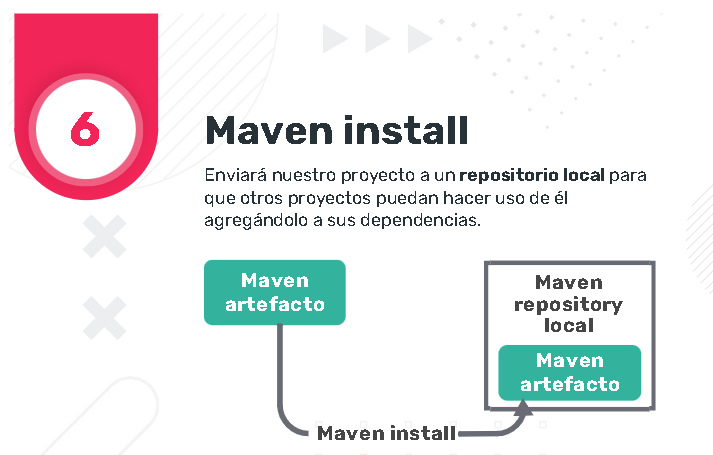 6
Maven install
Enviará nuestro proyecto a un repositorio local para
que otros proyectos puedan hacer uso de él
agregándolo a sus dependencias.
Maven
artefacto
Maven
repository
local
Maven
artefacto
Maven install